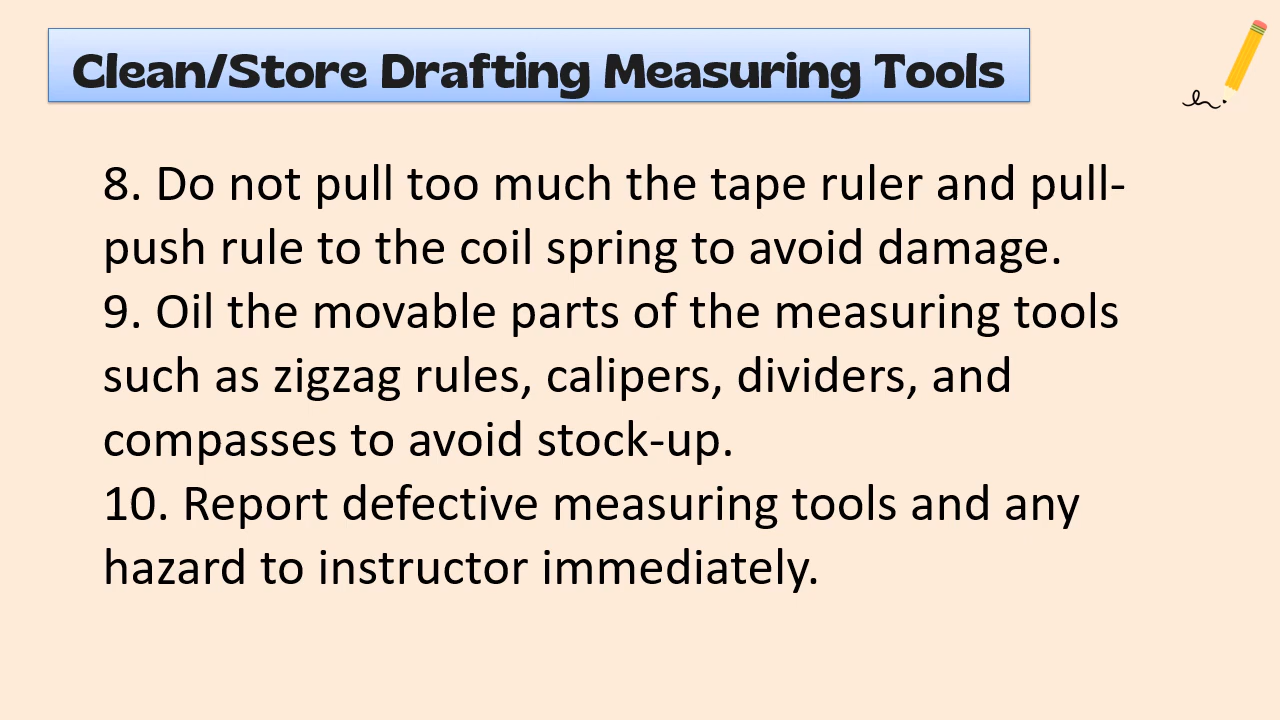 Clean/Store Drafting Measuring Tools
8. Do not pull too much the tape ruler and pull-
push rule to the coil spring to avoid damage.
9. Oil the movable parts of the measuring tools
such as zigzag rules, calipers, dividers, and
compasses to avoid stock-up.
10. Report defective measuring tools and any
hazard to instructor immediately.